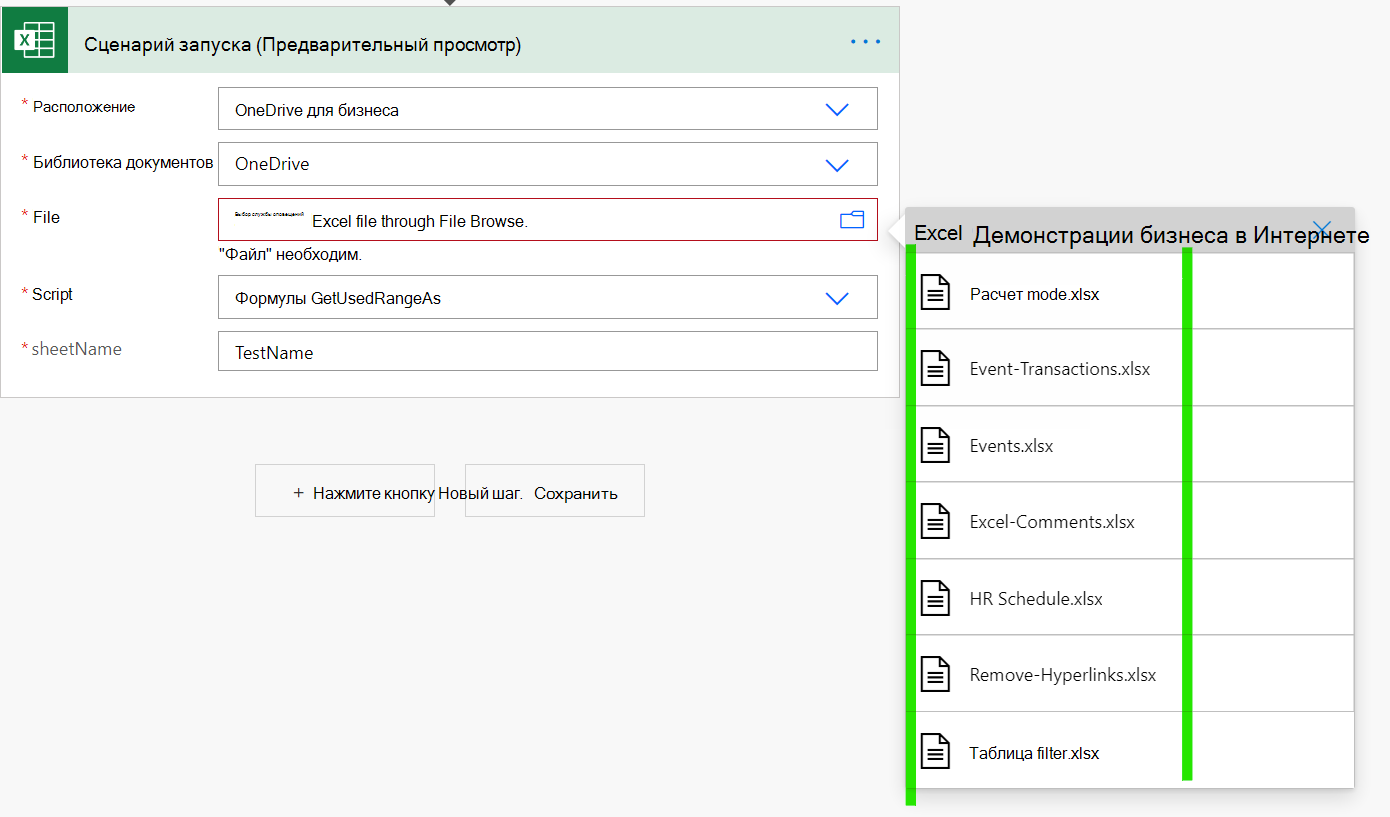 Сценарий запуска (Предварительный просмотр)
* Расположение
OneDrive для бизнеса
* Библиотека документов
OneDrive
* File
Выбор службы оповещений Excel file through File Browse.
"Файл" необходим.
* Script
Формулы GetUsedRangeAs
* sheetName
TestName
+ Нажмите кнопку Новый шаг. Сохранить
Excel Демонстрации бизнеса в Интернете
Расчет mode.xlsx
Event-Transactions.xlsx
Events.xlsx
Excel-Comments.xlsx
HR Schedule.xlsx
Remove-Hyperlinks.xlsx
Таблица filter.xlsx